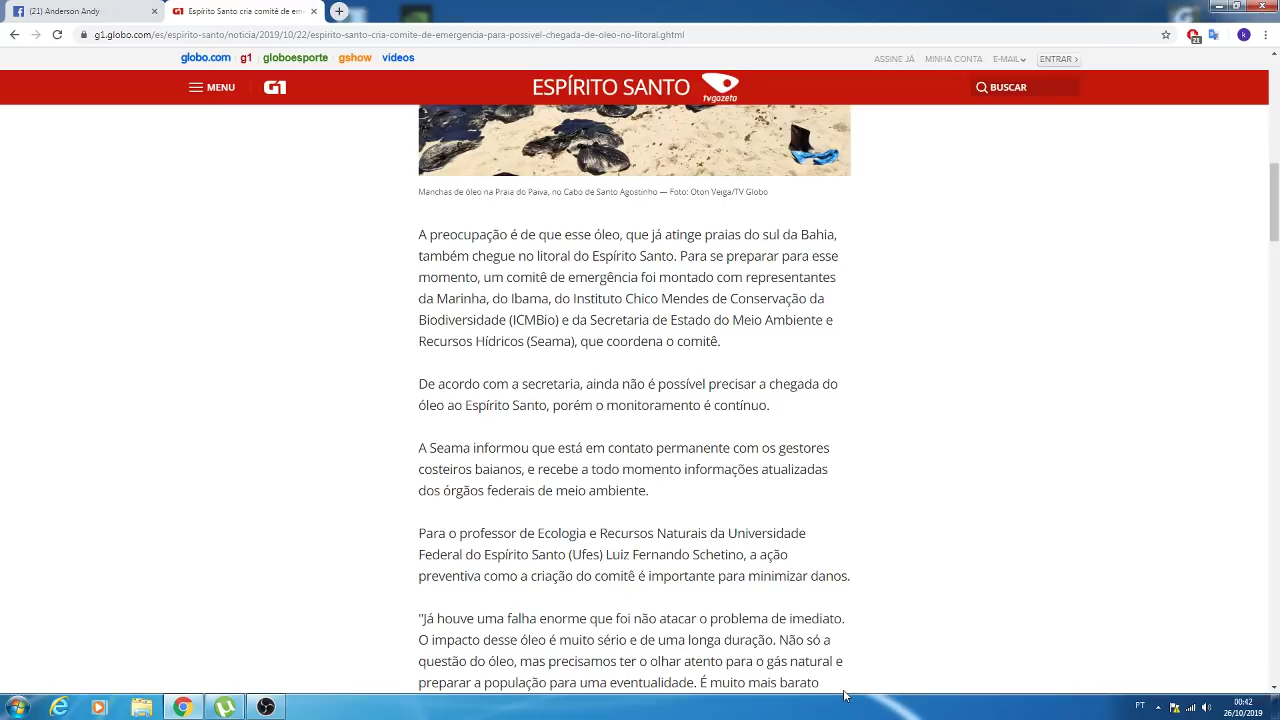 (21) Anderson Andy
Espírito Santo cria comitê de em
g1.globo.com/es/espirito-santo/noticia/2019/10/22/espirito-santo-cria-comite-de-emergencia-para-possivel-chegada-de-oleo-no-litoral.ghtml
21
k
globo.com g1 globoesporte gshow videos
ASSINE JÁ MINHA CONTA E-MAIL ENTRAR
MENU G1 ESPÍRITO SANTO tvgazeta BUSCAR
Manchas de óleo na Praia do Paiva, no Cabo de Santo Agostinho — Foto: Oton Veiga/TV Globo
A preocupação é de que esse óleo, que já atinge praias do sul da Bahia,
também chegue no litoral do Espírito Santo. Para se preparar para esse
momento, um comitê de emergência foi montado com representantes
da Marinha, do Ibama, do Instituto Chico Mendes de Conservação da
Biodiversidade (ICMBio) e da Secretaria de Estado do Meio Ambiente e
Recursos Hídricos (Seama), que coordena o comitê.
De acordo com a secretaria, ainda não é possível precisar a chegada do
óleo ao Espírito Santo, porém o monitoramento é contínuo.
A Seama informou que está em contato permanente com os gestores
costeiros baianos, e recebe a todo momento informações atualizadas
dos órgãos federais de meio ambiente.
Para o professor de Ecologia e Recursos Naturais da Universidade
Federal do Espírito Santo (Ufes) Luiz Fernando Schetino, a ação
preventiva como a criação do comitê é importante para minimizar danos.
"Já houve uma falha enorme que foi não atacar o problema de imediato.
O impacto desse óleo é muito sério e de uma longa duração. Não só a
questão do óleo, mas precisamos ter o olhar atento para o gás natural e
preparar a população para uma eventualidade. É muito mais barato
PT
00:42
26/10/2019